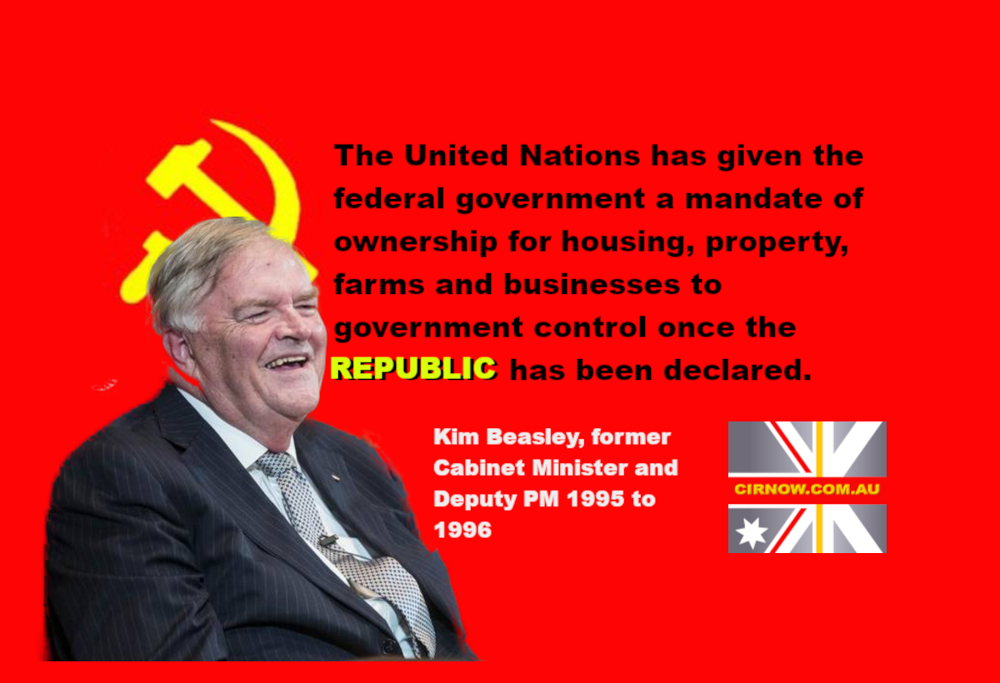 The United Nations has given the
federal government a mandate of
ownership for housing, property,
farms and businesses to
government control once the
REPUBLIC has been declared.
Kim Beasley, former
Cabinet Minister and
Deputy PM 1995 to
1996
CIRNOW.COM.AU